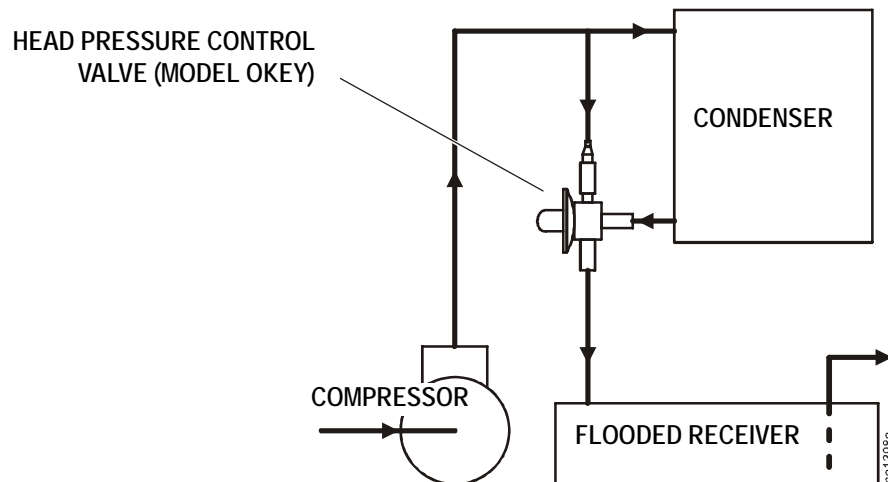 HEAD PRESSURE CONTROL
VALVE (MODEL OKEY)
CONDENSER
COMPRESSOR
FLOODED RECEIVER